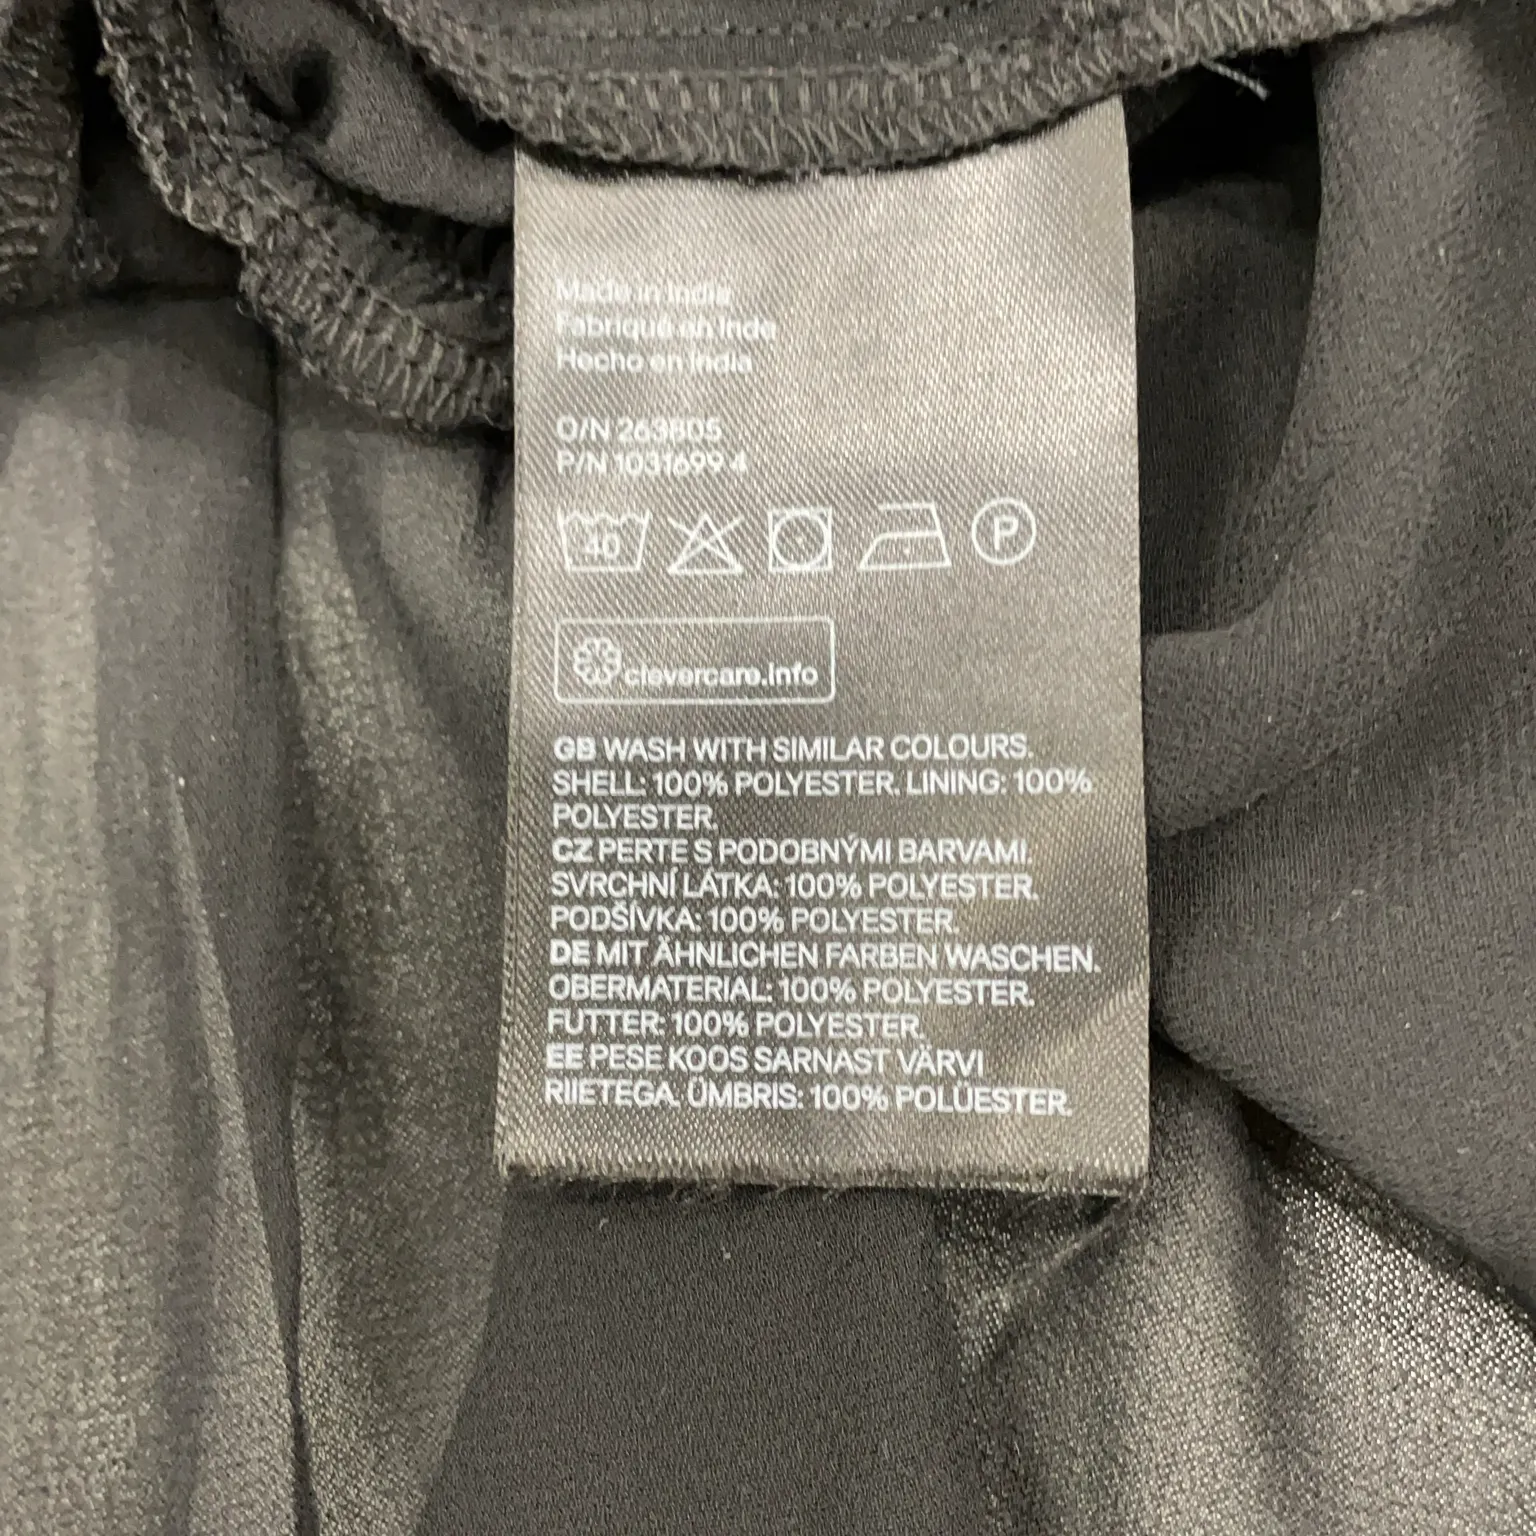 Made in India
Fabriqué en Inde
Hecho en India
O/N 263805
P/N 1031699 4
40
P
clevercare.info
GB WASH WITH SIMILAR COLOURS.
SHELL: 100% POLYESTER. LINING: 100%
POLYESTER.
CZ PERTE S PODOBNÝMI BARVAMI.
SVRCHNÍ LÁTKA: 100% POLYESTER.
PODŠÍVKA: 100% POLYESTER.
DE MIT ÄHNLICHEN FARBEN WASCHEN.
OBERMATERIAL: 100% POLYESTER.
FUTTER: 100% POLYESTER.
EE PESE KOOS SARNAST VÄRVI
RIIETEGA. ÜMBRIS: 100% POLÜESTER.